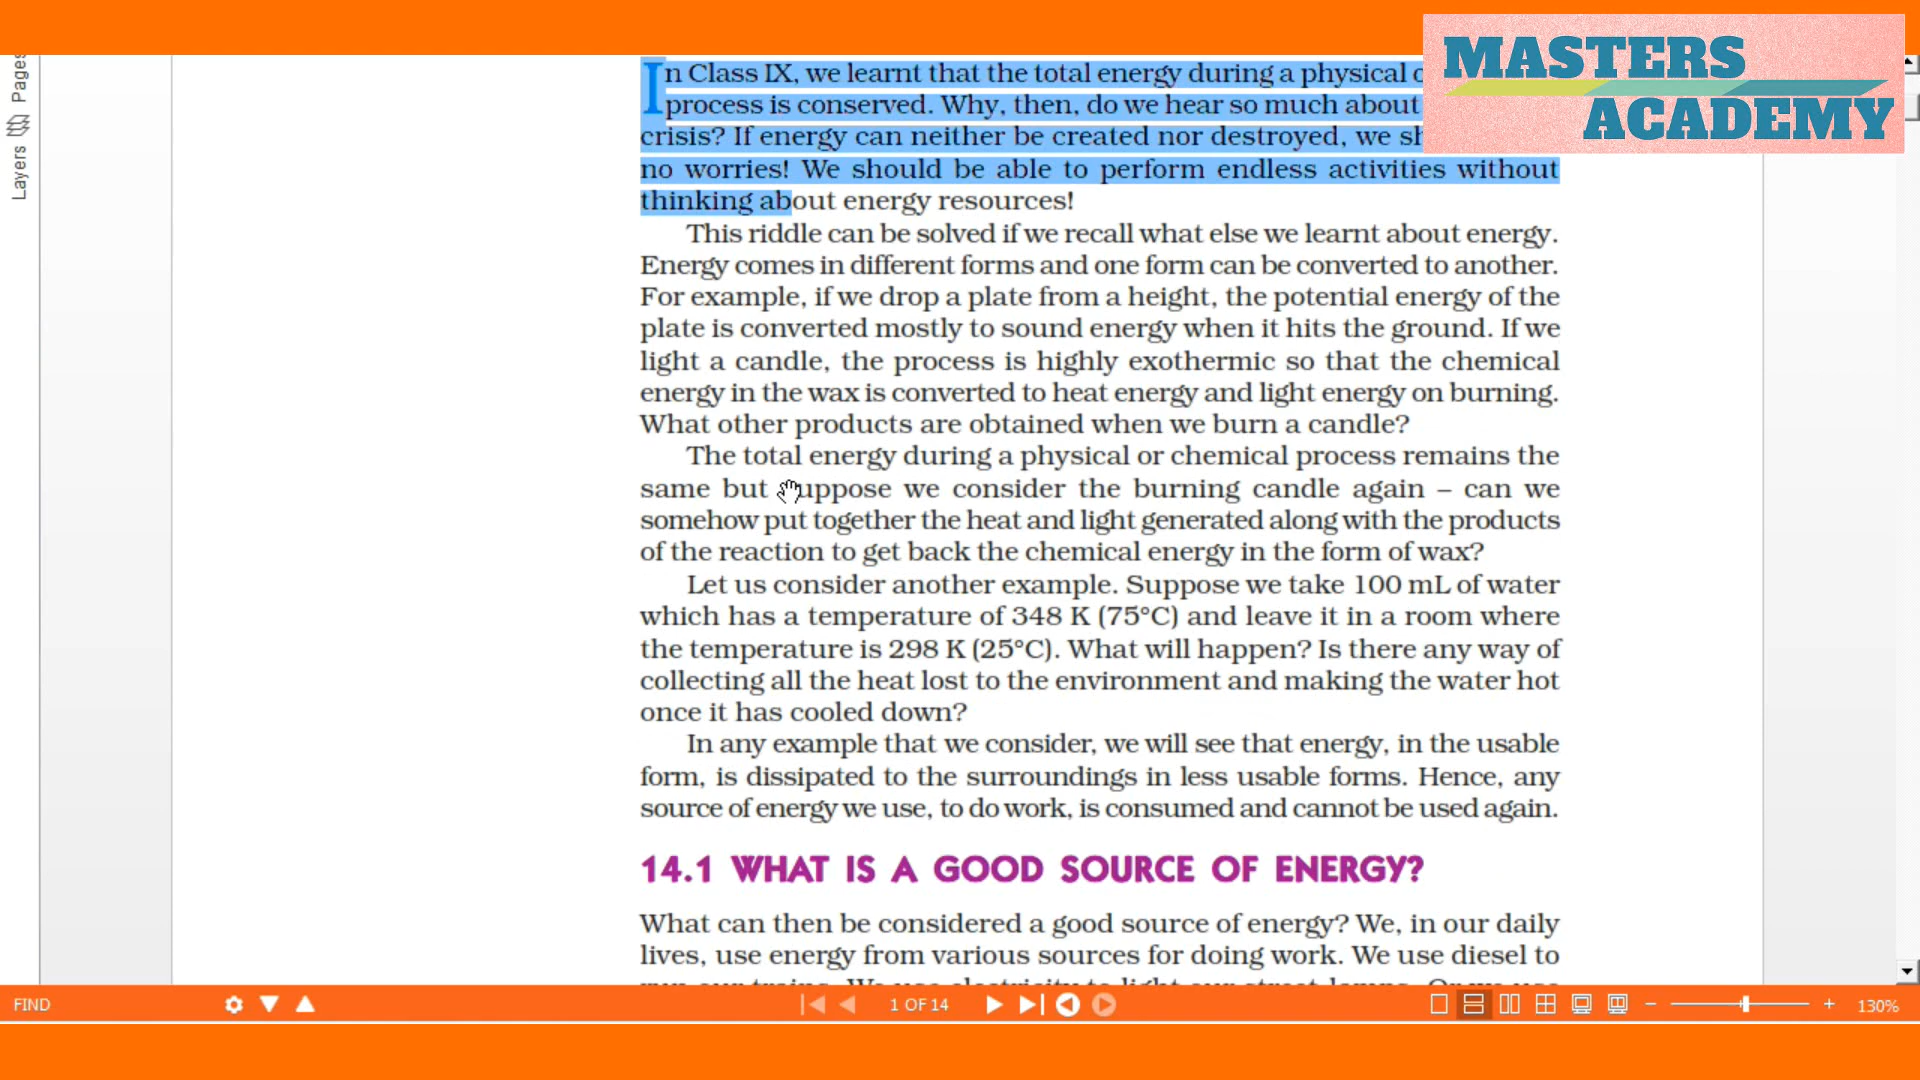 MASTERS
ACADEMY
Pages
Layers
In Class IX, we learnt that the total energy during a physical
process is conserved. Why, then, do we hear so much about
crisis? If energy can neither be created nor destroyed, we
no worries! We should be able to perform endless activities without
thinking about energy resources!
This riddle can be solved if we recall what else we learnt about energy.
Energy comes in different forms and one form can be converted to another.
For example, if we drop a plate from a height, the potential energy of the
plate is converted mostly to sound energy when it hits the ground. If we
light a candle, the process is highly exothermic so that the chemical
energy in the wax is converted to heat energy and light energy on burning.
What other products are obtained when we burn a candle?
The total energy during a physical or chemical process remains the
same but suppose we consider the burning candle again – can we
somehow put together the heat and light generated along with the products
of the reaction to get back the chemical energy in the form of wax?
Let us consider another example. Suppose we take 100 mL of water
which has a temperature of 348 K (75°C) and leave it in a room where
the temperature is 298 K (25°C). What will happen? Is there any way of
collecting all the heat lost to the environment and making the water hot
once it has cooled down?
In any example that we consider, we will see that energy, in the usable
form, is dissipated to the surroundings in less usable forms. Hence, any
source of energy we use, to do work, is consumed and cannot be used again.
14.1 WHAT IS A GOOD SOURCE OF ENERGY?
What can then be considered a good source of energy? We, in our daily
lives, use energy from various sources for doing work. We use diesel to
FIND
1 OF 14
130%